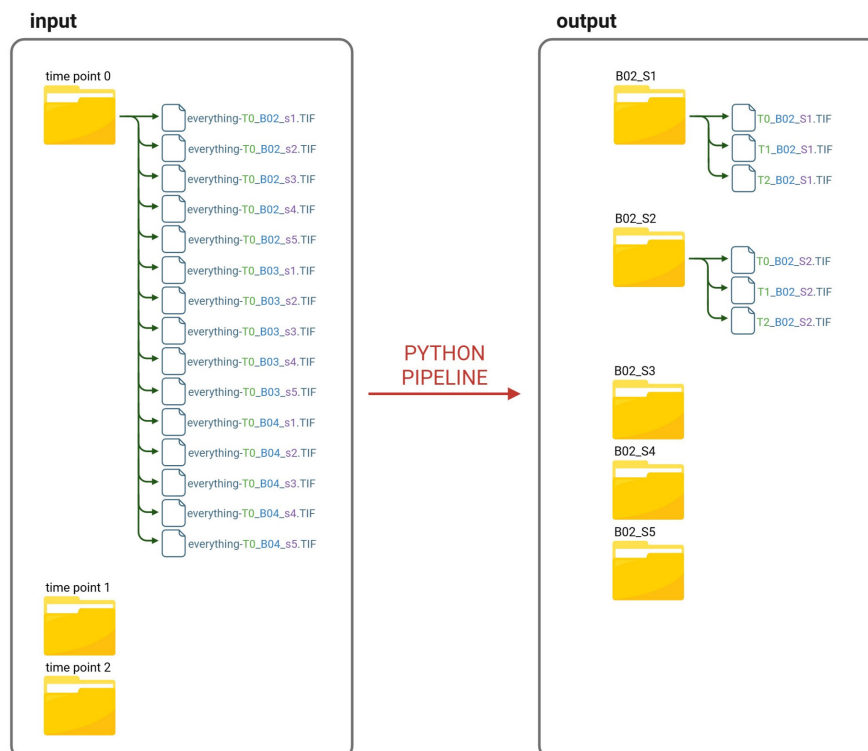 input
time point 0
everything-T0_B02_s1.TIF
everything-T0_B02_s2.TIF
everything-T0_B02_s3.TIF
everything-T0_B02_s4.TIF
everything-T0_B02_s5.TIF
everything-T0_B03_s1.TIF
everything-T0_B03_s2.TIF
everything-T0_B03_s3.TIF
everything-T0_B03_s4.TIF
everything-T0_B03_s5.TIF
everything-T0_B04_s1.TIF
everything-T0_B04_s2.TIF
everything-T0_B04_s3.TIF
everything-T0_B04_s4.TIF
everything-T0_B04_s5.TIF
time point 1
time point 2
PYTHON
PIPELINE
output
B02_S1
T0_B02_S1.TIF
T1_B02_S1.TIF
T2_B02_S1.TIF
B02_S2
T0_B02_S2.TIF
T1_B02_S2.TIF
T2_B02_S2.TIF
B02_S3
B02_S4
B02_S5